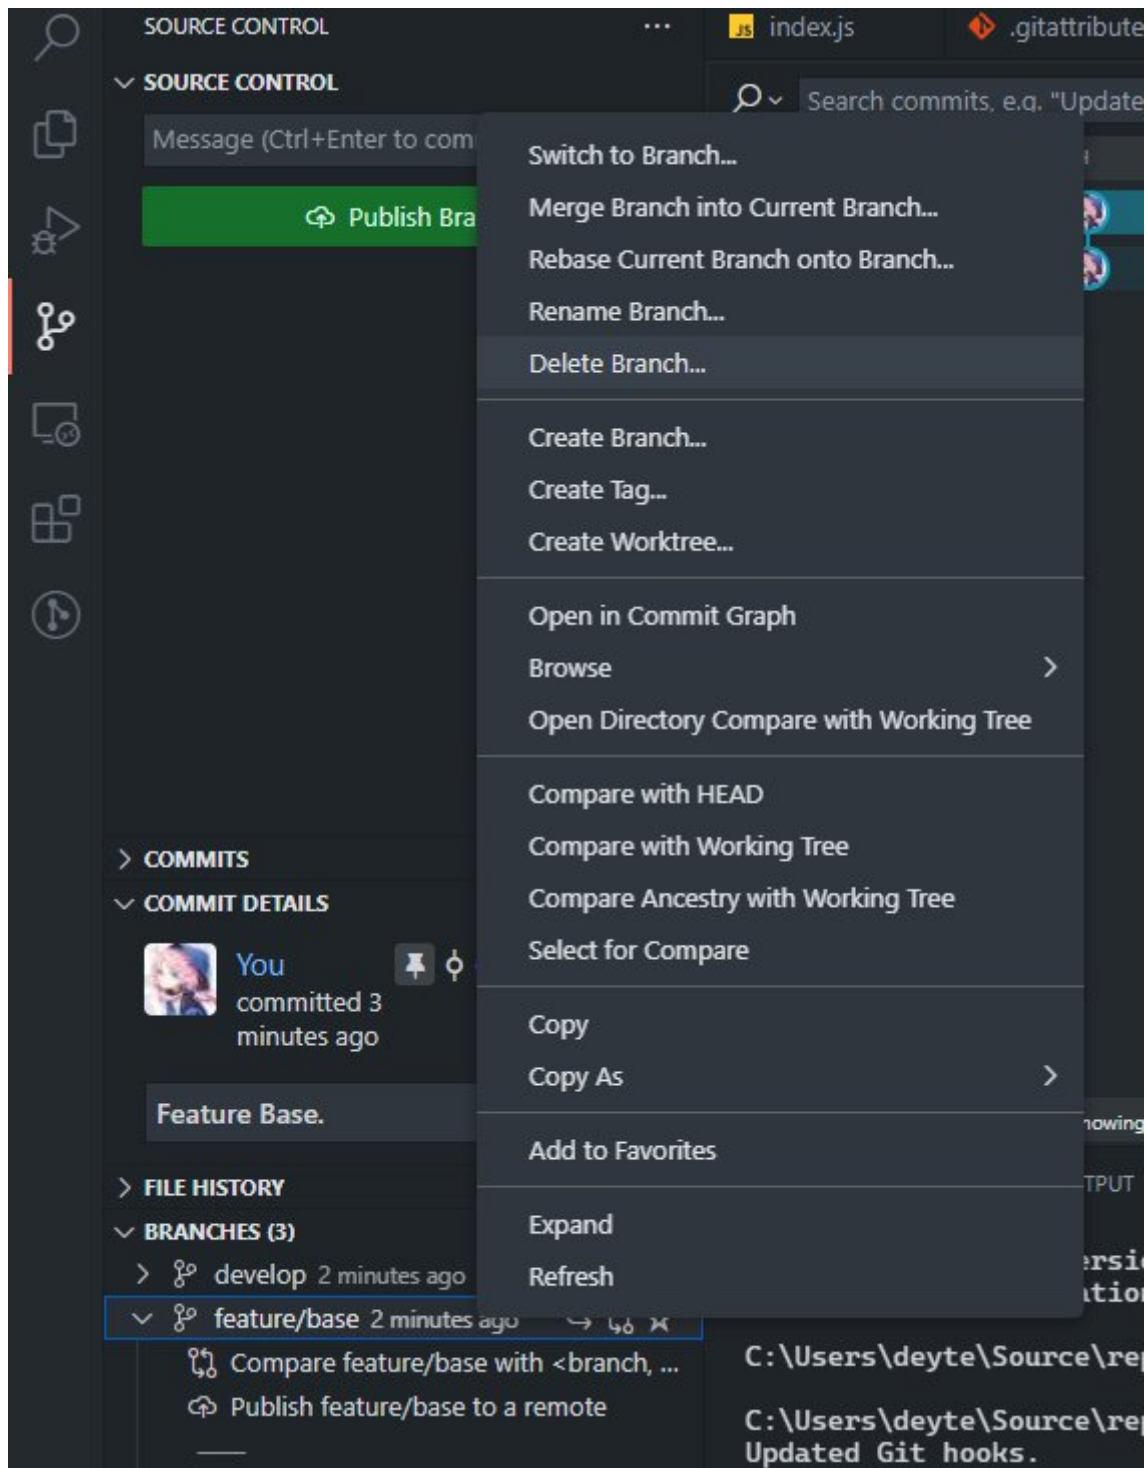 SOURCE CONTROL
index.js
.gitattribute
SOURCE CONTROL
Search commits, e.g. "Update
Message (Ctrl+Enter to com
Publish Bra
Switch to Branch...
Merge Branch into Current Branch...
Rebase Current Branch onto Branch...
Rename Branch...
Delete Branch...
Create Branch...
Create Tag...
Create Worktree...
Open in Commit Graph
Browse
Open Directory Compare with Working Tree
Compare with HEAD
Compare with Working Tree
Compare Ancestry with Working Tree
Select for Compare
Copy
Copy As
Add to Favorites
Expand
Refresh
COMMITS
COMMIT DETAILS
You
committed 3
minutes ago
Feature Base.
FILE HISTORY
BRANCHES (3)
develop 2 minutes ago
feature/base 2 minutes ago
Compare feature/base with <branch, ...
Publish feature/base to a remote
howing
TPUT
ersio
ation
C:\Users\deyte\Source\rep
C:\Users\deyte\Source\rep
Updated Git hooks.